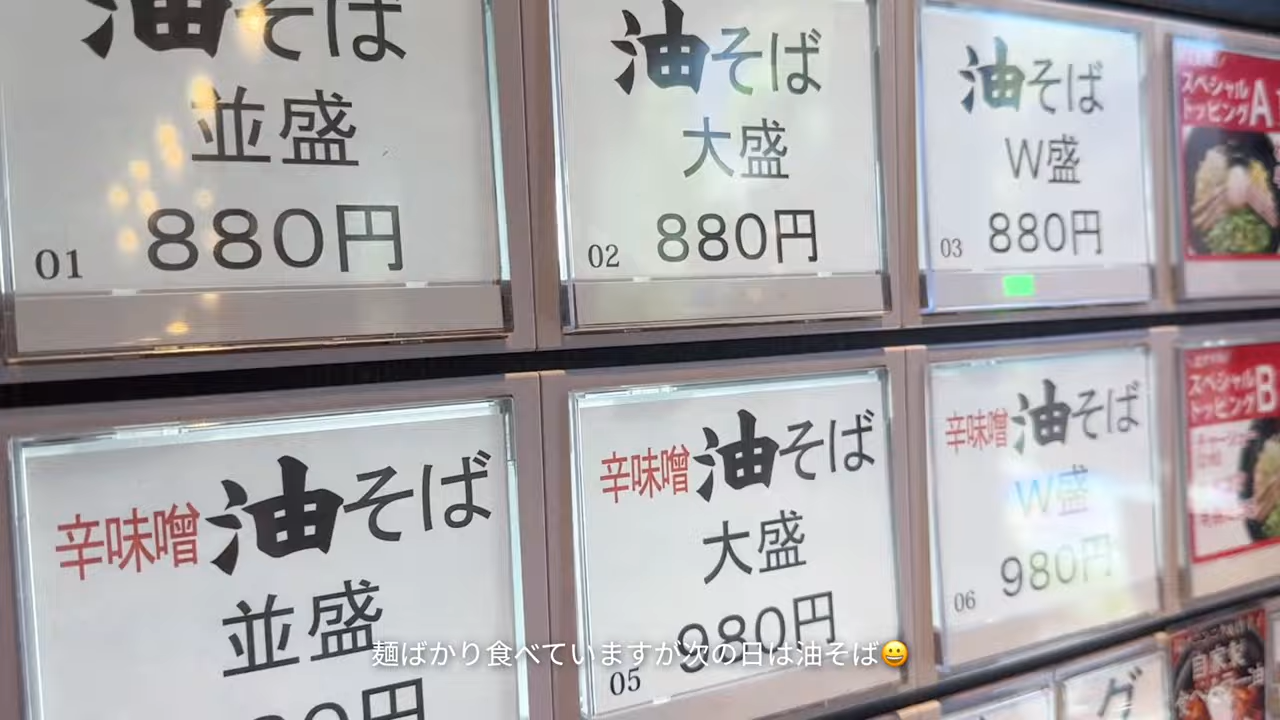 油そば
並盛
01 880円
油そば
大盛
02 880円
油そば
W盛
03 880円
スペシャル
トッピングA
辛味噌油そば
並盛
辛味噌油そば
大盛
05 980円
辛味噌油そば
W盛
06 980円
スペシャル
トッピングB
自家製
麺ばかり食べていますが次の日は油そば😀